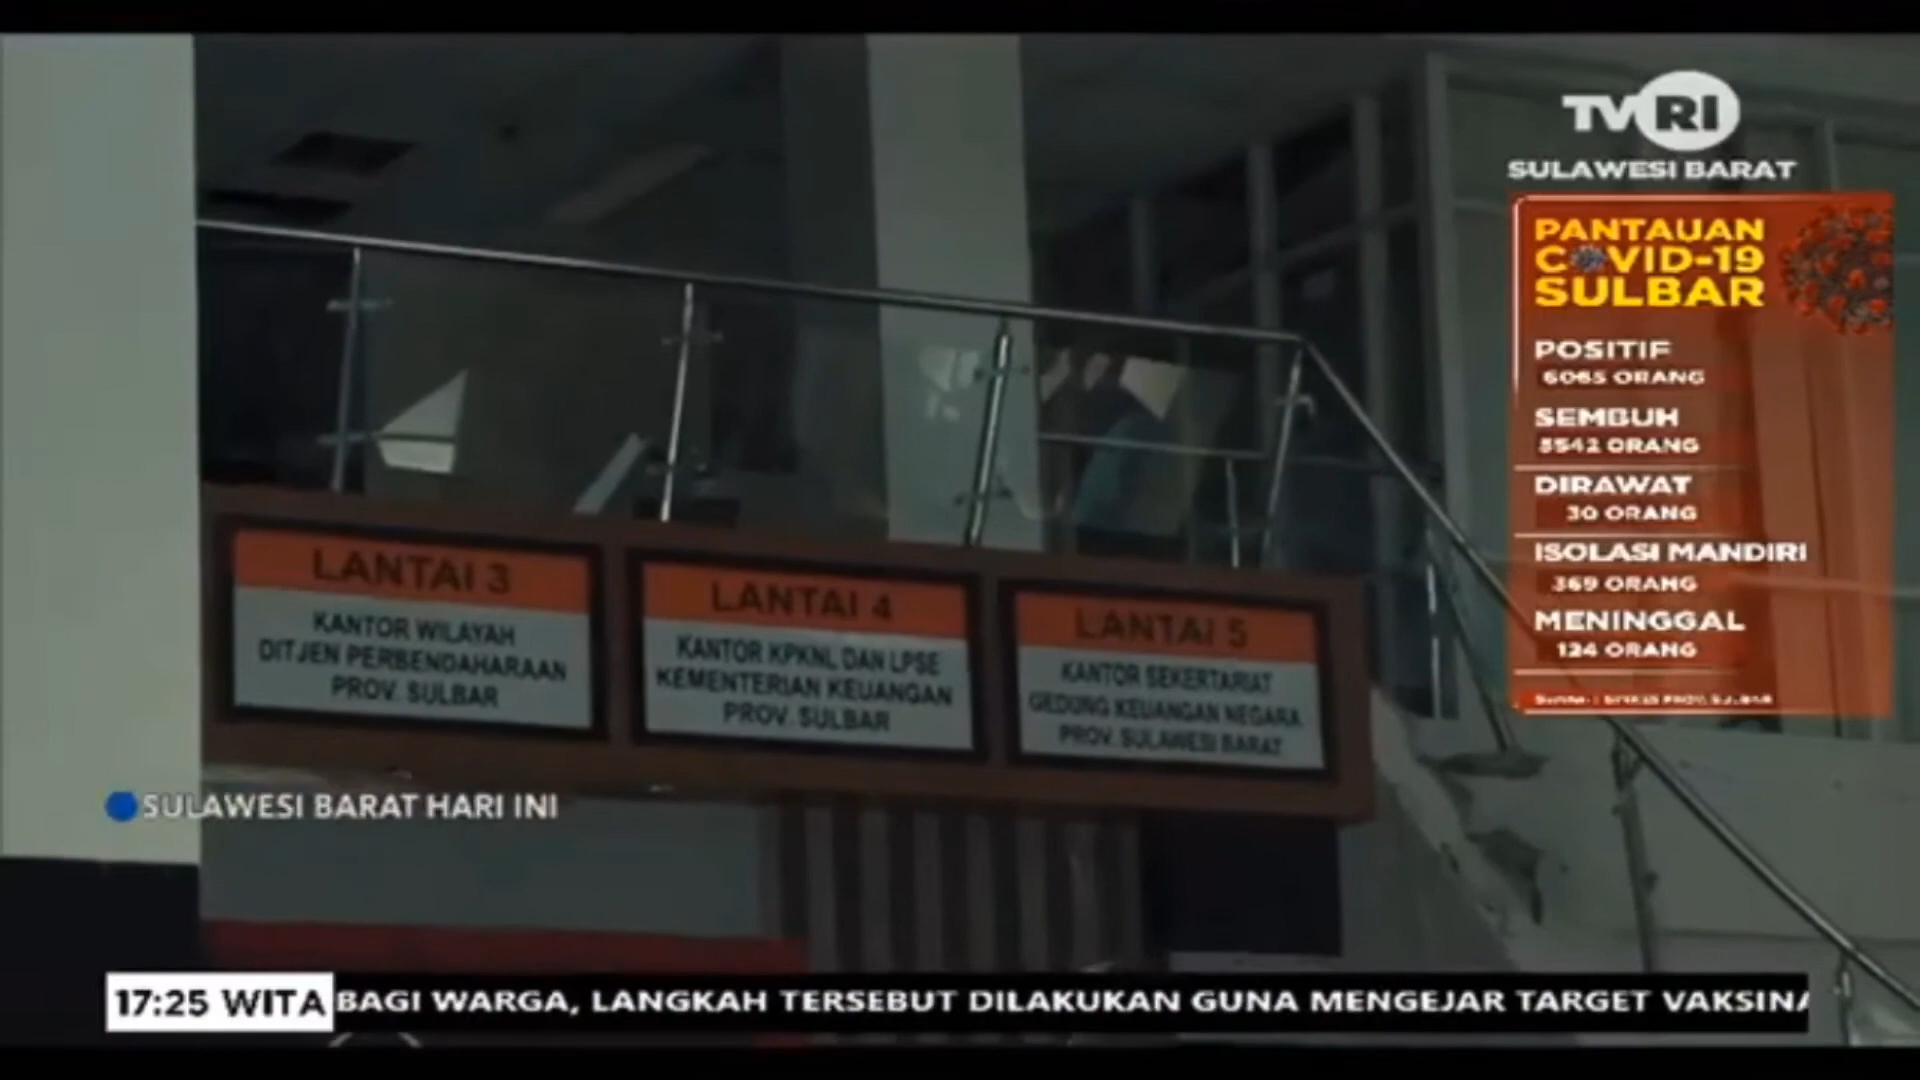 TVRI
SULAWESI BARAT
PANTAUAN
COVID-19
SULBAR
POSITIF
6065 ORANG
SEMBUH
5542 ORANG
DIRAWAT
30 ORANG
ISOLASI MANDIRI
369 ORANG
MENINGGAL
124 ORANG
PROV. SULBAR
LANTAI 3
KANTOR WILAYAH
DITJEN PERBENDAHARAAN
PROV. SULBAR
LANTAI 4
KANTOR KPKNL DAN LPSE
KEMENTERIAN KEUANGAN
PROV. SULBAR
LANTAI 5
KANTOR SEKERTARIAT
GEDUNG KEUANGAN NEGARA
PROV. SULAWESI BARAT
SULAWESI BARAT HARI INI
17:25 WITA
BAGI WARGA, LANGKAH TERSEBUT DILAKUKAN GUNA MENGEJAR TARGET VAKSINA